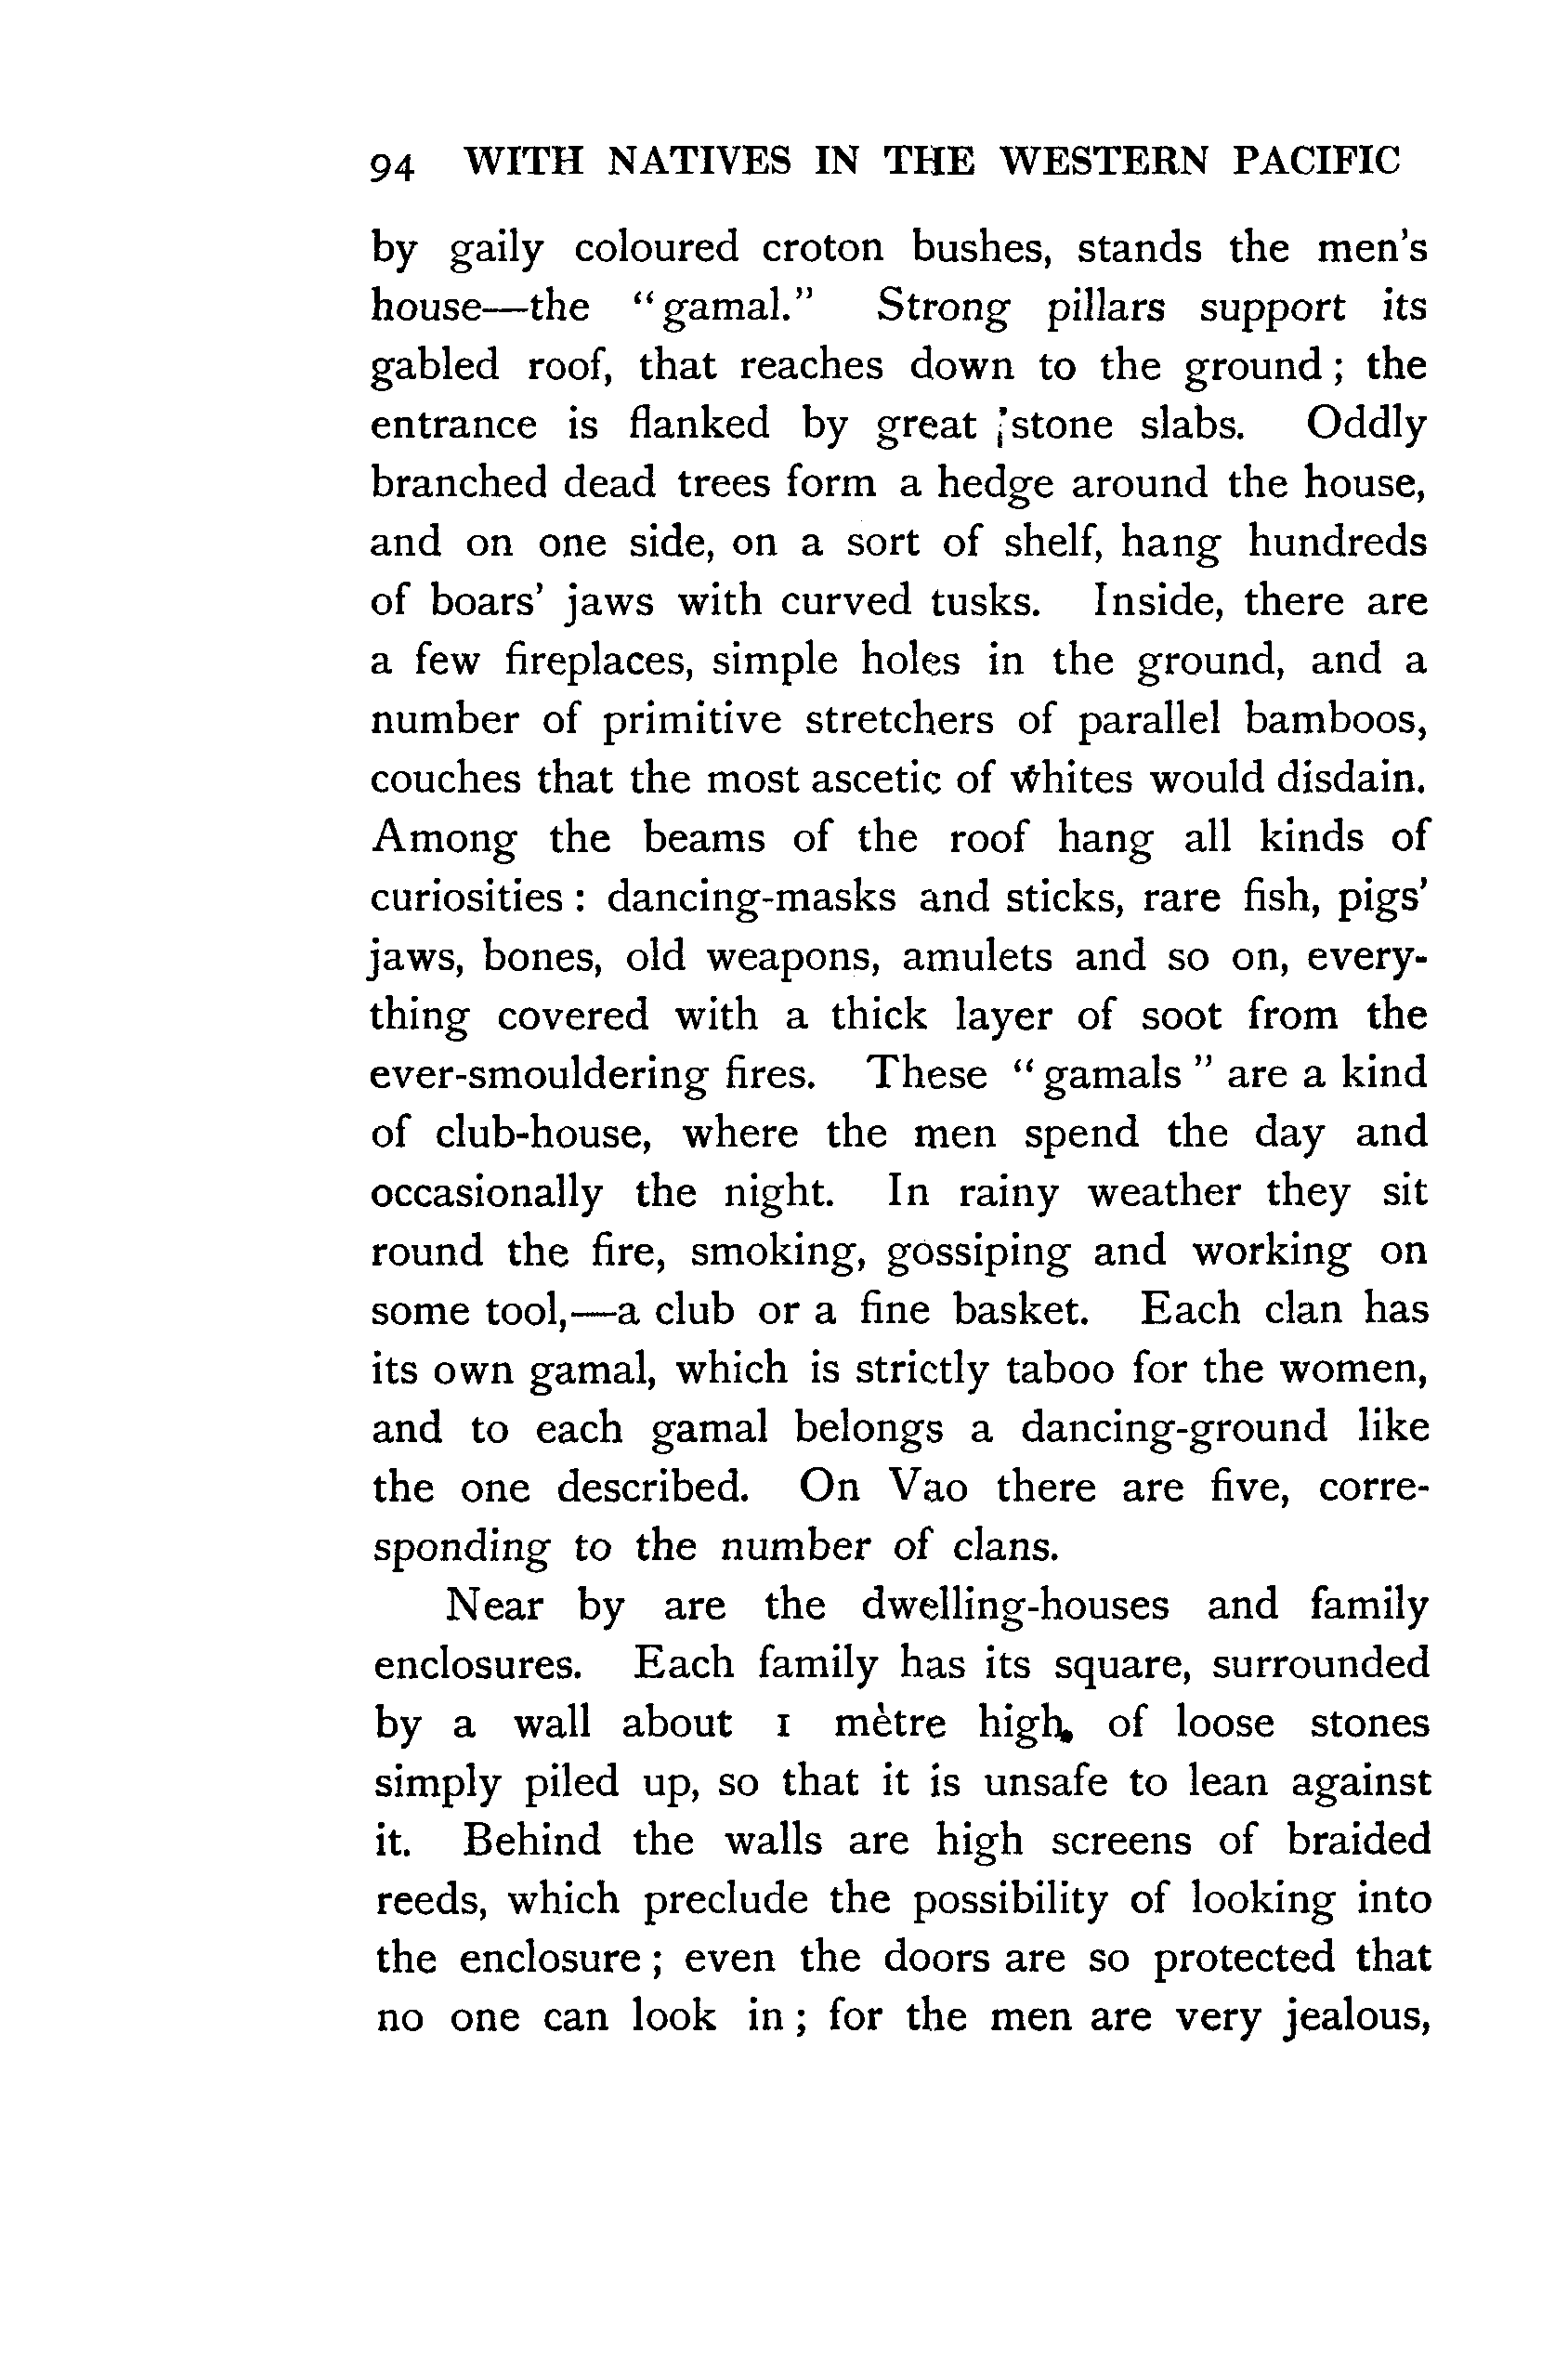 94 WITH NATIVES IN THE WESTERN PACIFIC
by gaily coloured croton bushes, stands the men's
house—the "gamal." Strong pillars support its
gabled roof, that reaches down to the ground; the
entrance is flanked by great stone slabs. Oddly
branched dead trees form a hedge around the house,
and on one side, on a sort of shelf, hang hundreds
of boars' jaws with curved tusks. Inside, there are
a few fireplaces, simple holes in the ground, and a
number of primitive stretchers of parallel bamboos,
couches that the most ascetic of whites would disdain.
Among the beams of the roof hang all kinds of
curiosities: dancing-masks and sticks, rare fish, pigs'
jaws, bones, old weapons, amulets and so on, every-
thing covered with a thick layer of soot from the
ever-smouldering fires. These "gamals" are a kind
of club-house, where the men spend the day and
occasionally the night. In rainy weather they sit
round the fire, smoking, gossiping and working on
some tool,—a club or a fine basket. Each clan has
its own gamal, which is strictly taboo for the women,
and to each gamal belongs a dancing-ground like
the one described. On Vao there are five, corre-
sponding to the number of clans.
Near by are the dwelling-houses and family
enclosures. Each family has its square, surrounded
by a wall about 1 mètre high, of loose stones
simply piled up, so that it is unsafe to lean against
it. Behind the walls are high screens of braided
reeds, which preclude the possibility of looking into
the enclosure; even the doors are so protected that
no one can look in; for the men are very jealous,